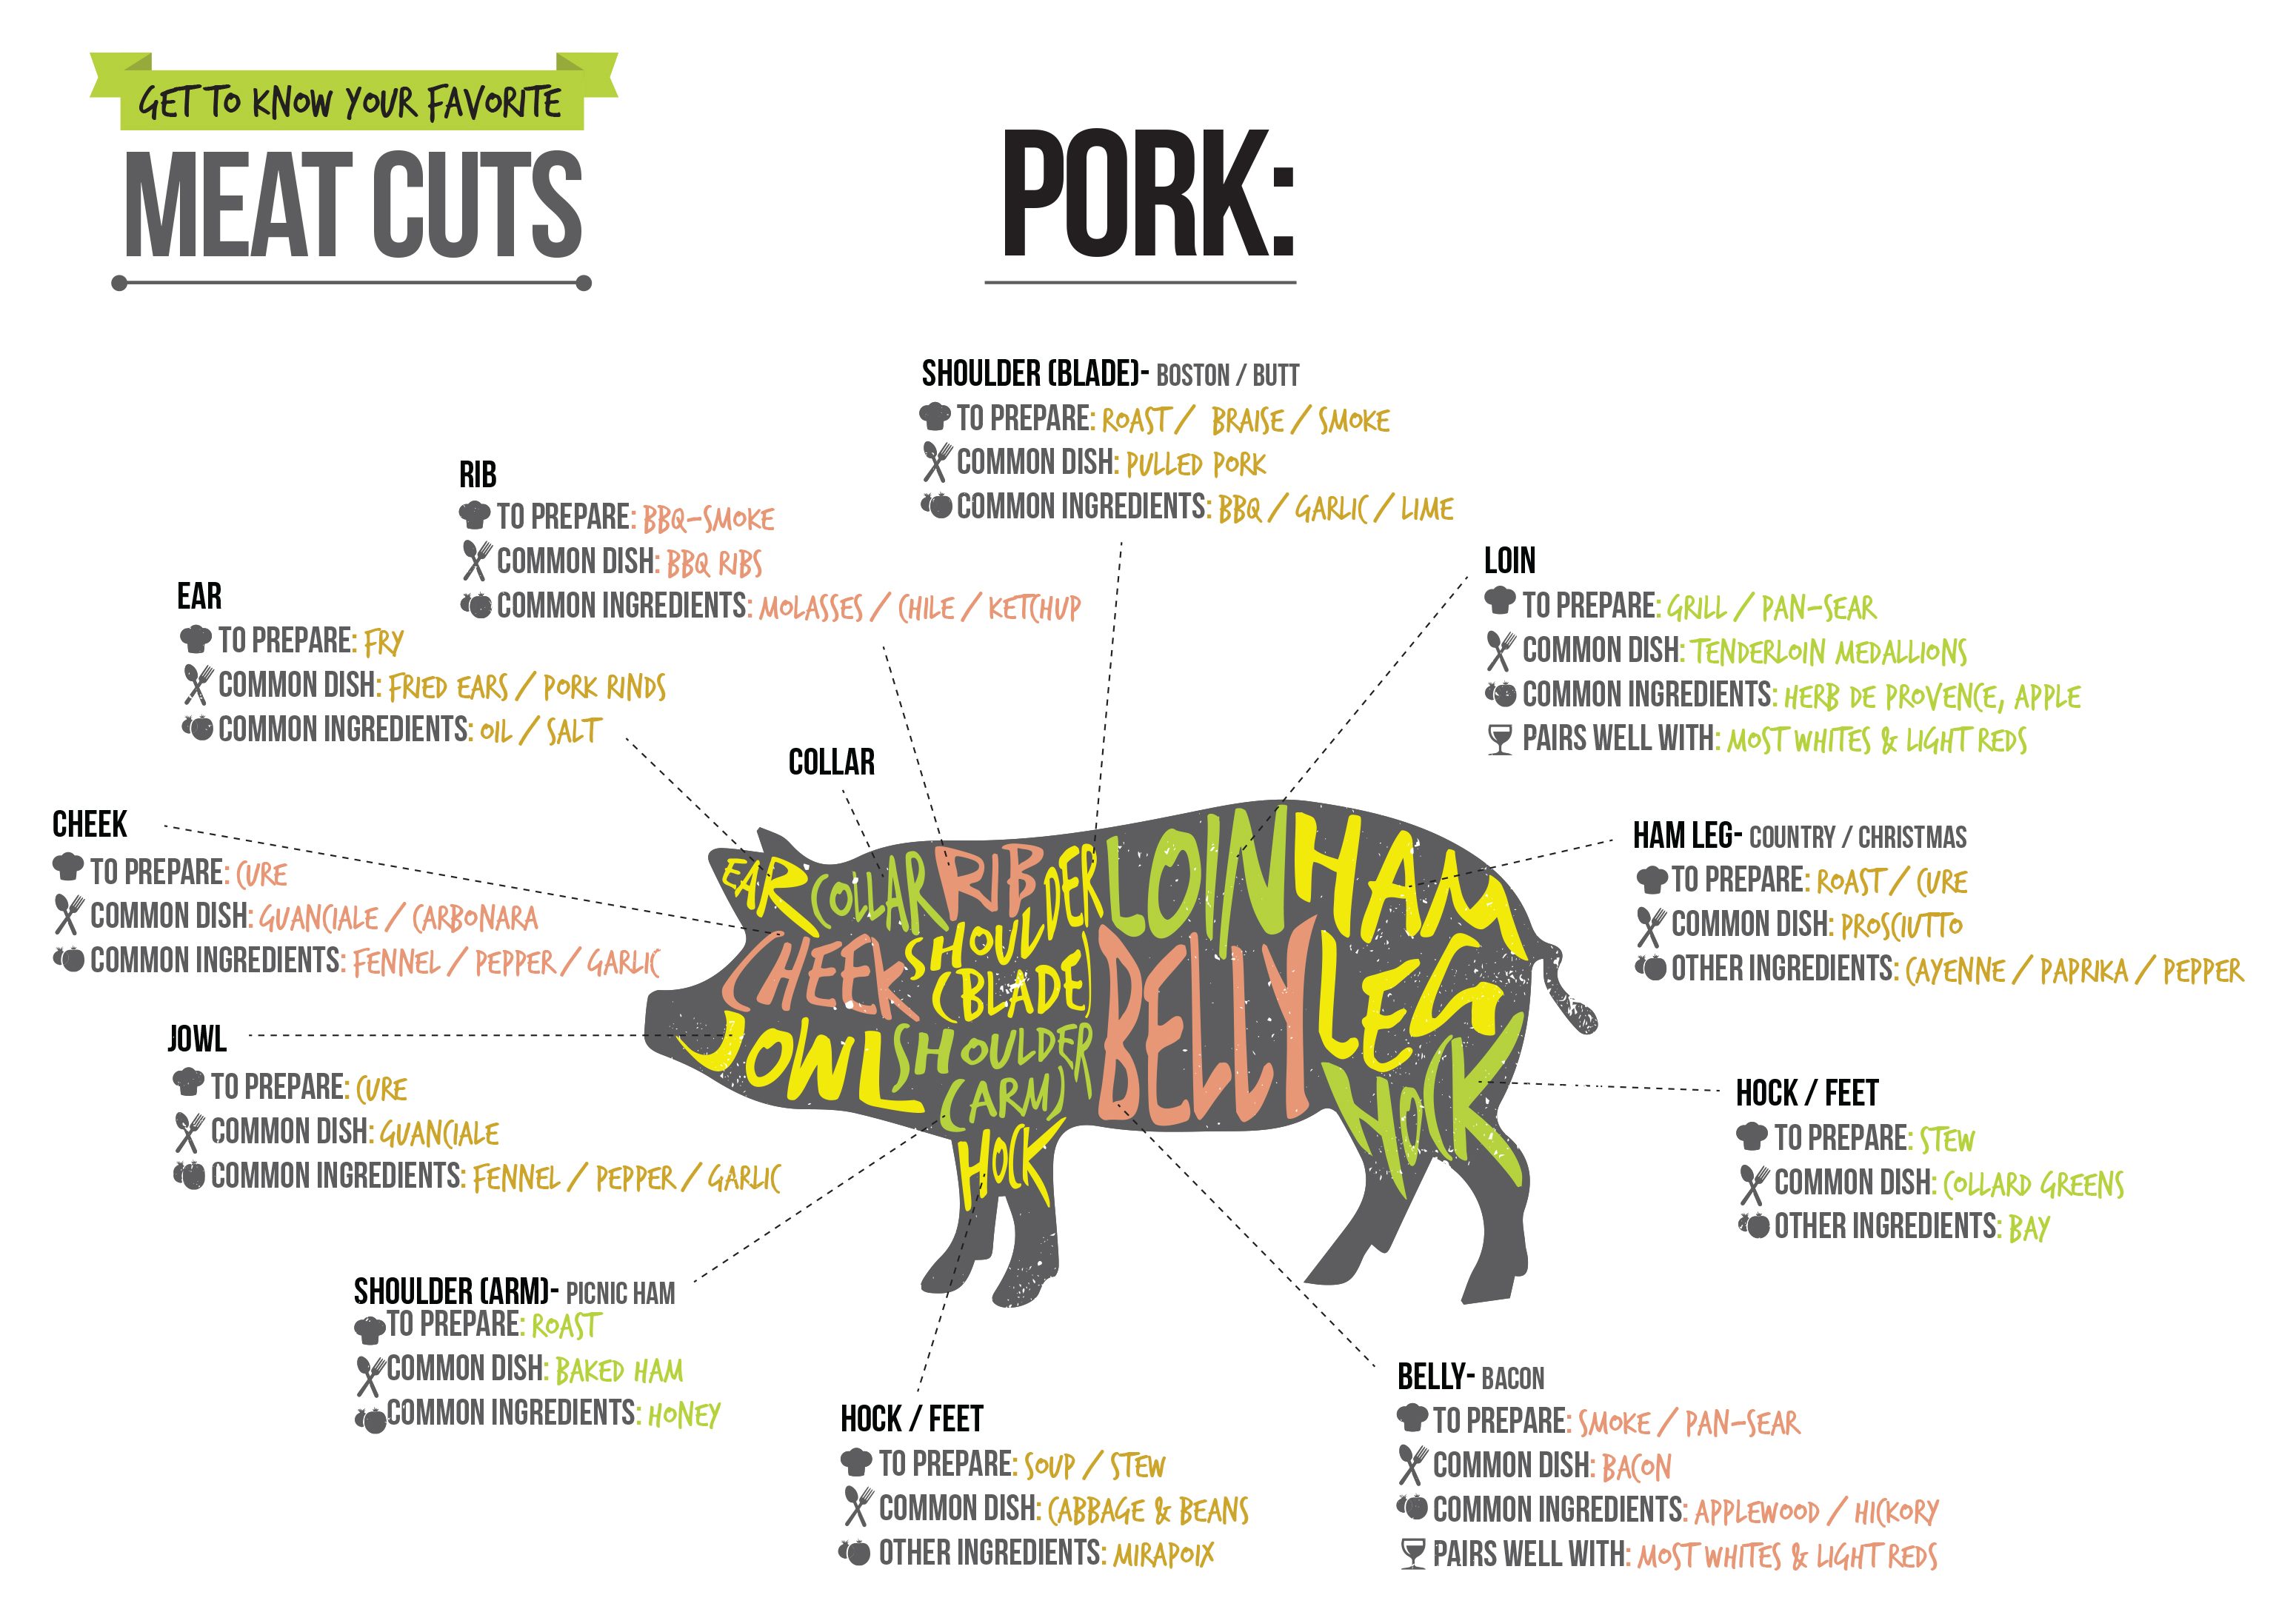 GET TO KNOW YOUR FAVORITE
MEAT CUTS
PORK:
SHOULDER (BLADE)- BOSTON / BUTT
TO PREPARE: ROAST / BRAISE / SMOKE
COMMON DISH: PULLED PORK
COMMON INGREDIENTS: BBQ / GARLIC / LIME
RIB
TO PREPARE: BBQ-SMOKE
COMMON DISH: BBQ RIBS
COMMON INGREDIENTS: MOLASSES / CHILE / KETCHUP
LOIN
TO PREPARE: GRILL / PAN-SEAR
COMMON DISH: TENDERLOIN MEDALLIONS
COMMON INGREDIENTS: HERB DE PROVENCE, APPLE
PAIRS WELL WITH: MOST WHITES & LIGHT REDS
EAR
TO PREPARE: FRY
COMMON DISH: FRIED EARS / PORK RINDS
COMMON INGREDIENTS: OIL / SALT
COLLAR
CHEEK
TO PREPARE: CURE
COMMON DISH: GUANCIALE / CARBONARA
COMMON INGREDIENTS: FENNEL / PEPPER / GARLIC
HAM LEG- COUNTRY / CHRISTMAS
TO PREPARE: ROAST / CURE
COMMON DISH: PROSCIUTTO
OTHER INGREDIENTS: CAYENNE / PAPRIKA / PEPPER
EAR
COLLAR
RIB
SHOULDER
(BLADE)
LOIN
HAM
LEG
CHEEK
BELLY
JOWL
SHOULDER
(ARM)
HOCK
HOCK
JOWL
TO PREPARE: CURE
COMMON DISH: GUANCIALE
COMMON INGREDIENTS: FENNEL / PEPPER / GARLIC
HOCK / FEET
TO PREPARE: STEW
COMMON DISH: COLLARD GREENS
OTHER INGREDIENTS: BAY
SHOULDER (ARM)- PICNIC HAM
TO PREPARE: ROAST
COMMON DISH: BAKED HAM
COMMON INGREDIENTS: HONEY
HOCK / FEET
TO PREPARE: SOUP / STEW
COMMON DISH: CABBAGE & BEANS
OTHER INGREDIENTS: MIRAPOIX
BELLY- BACON
TO PREPARE: SMOKE / PAN-SEAR
COMMON DISH: BACON
COMMON INGREDIENTS: APPLEWOOD / HICKORY
PAIRS WELL WITH: MOST WHITES & LIGHT REDS